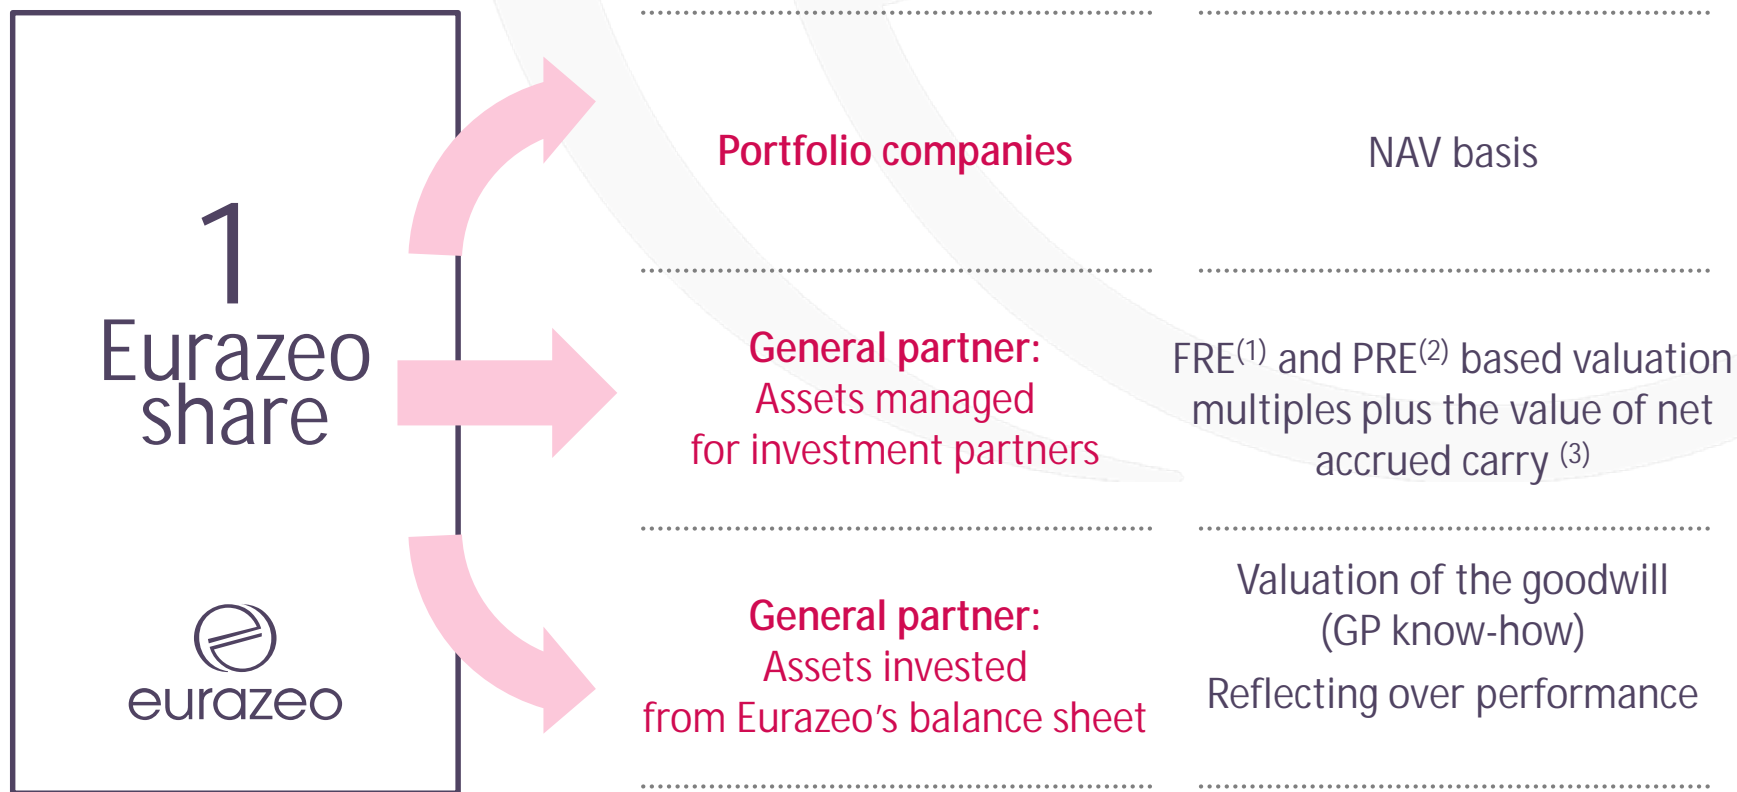 1
Eurazeo
share
eurazeo
Portfolio companies
NAV basis
General partner:
Assets managed
for investment partners
FRE(1) and PRE(2) based valuation
multiples plus the value of net
accrued carry (3)
General partner:
Assets invested
from Eurazeo's balance sheet
Valuation of the goodwill
(GP know-how)
Reflecting over performance